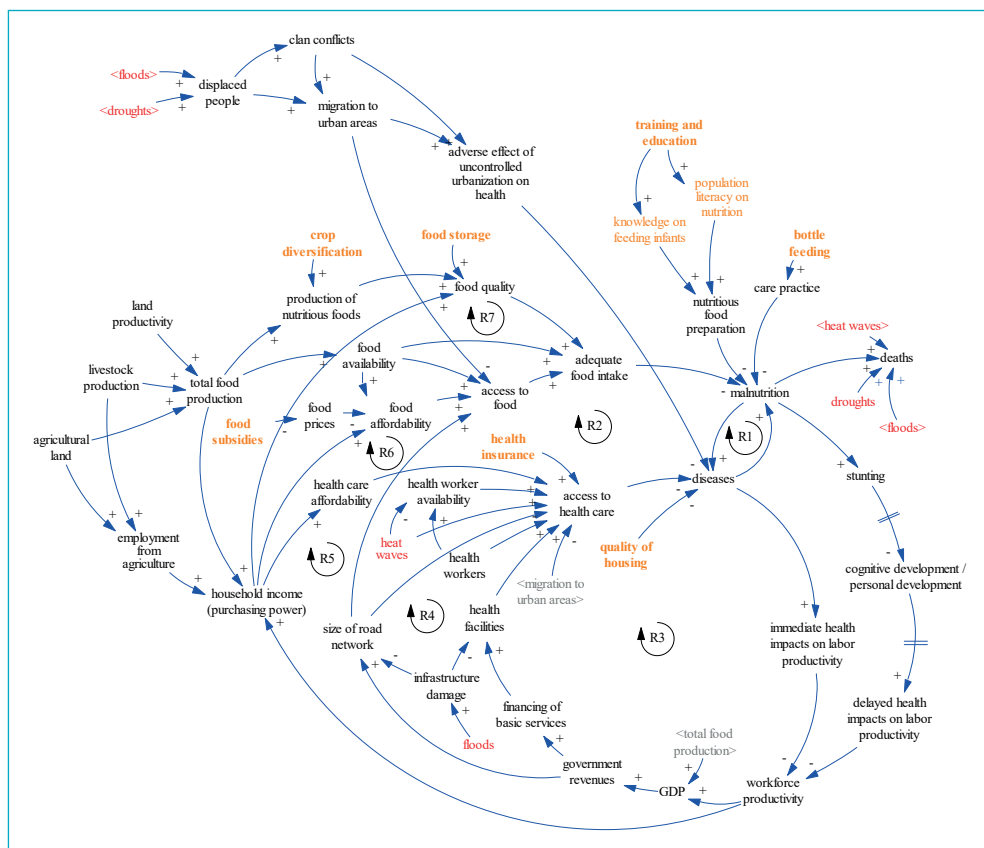 clan conflicts
<floods>
displaced
people
<droughts>
migration to
urban areas
adverse effect of
uncontrolled
urbanization on
health
training and
education
population
literacy on
nutrition
knowledge on
feeding infants
crop
diversification
food storage
bottle
feeding
production of
nutritious foods
food quality
R7
care practice
nutritious
food
preparation
land
productivity
<heat waves>
livestock
production
total food
production
food
availability
adequate
food intake
access to
food
malnutrition
deaths
droughts
<floods>
food
subsidies
food
prices
food
affordability
agricultural
land
R6
R2
R1
health
insurance
health care
affordability
health worker
availability
access to
health care
diseases
stunting
employment
from
agriculture
R5
heat
waves
health
workers
quality of
housing
<migration to
urban areas>
cognitive development /
personal development
household income
(purchasing power)
size of road
network
R4
health
facilities
R3
immediate health
impacts on labor
productivity
infrastructure
damage
financing of
basic services
delayed health
impacts on labor
productivity
floods
<total food
production>
government
revenues
GDP
workforce
productivity